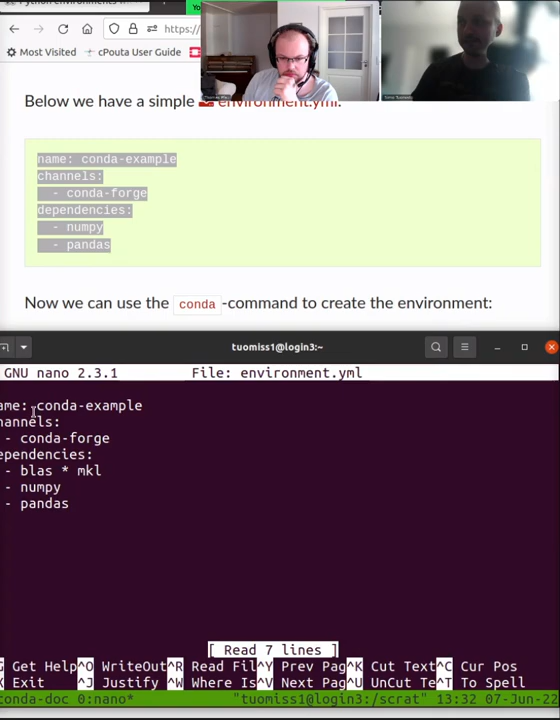 Python environments
https://
Most Visited
cPouta User Guide
Below we have a simple environment.yml:
name: conda-example
channels:
- conda-forge
dependencies:
- numpy
- pandas
Now we can use the conda -command to create the environment:
tuomiss1@login3:~
GNU nano 2.3.1 File: environment.yml
ame: conda-example
hannels:
- conda-forge
ependencies:
- blas * mkl
- numpy
- pandas
[ Read 7 lines ]
G Get Help ^O WriteOut ^R Read Fil ^Y Prev Pag ^K Cut Text ^C Cur Pos
X Exit ^J Justify ^W Where Is ^V Next Pag ^U UnCut Te ^T To Spell
conda-doc 0:nano* "tuomiss1@login3:/scrat" 13:32 07-Jun-22